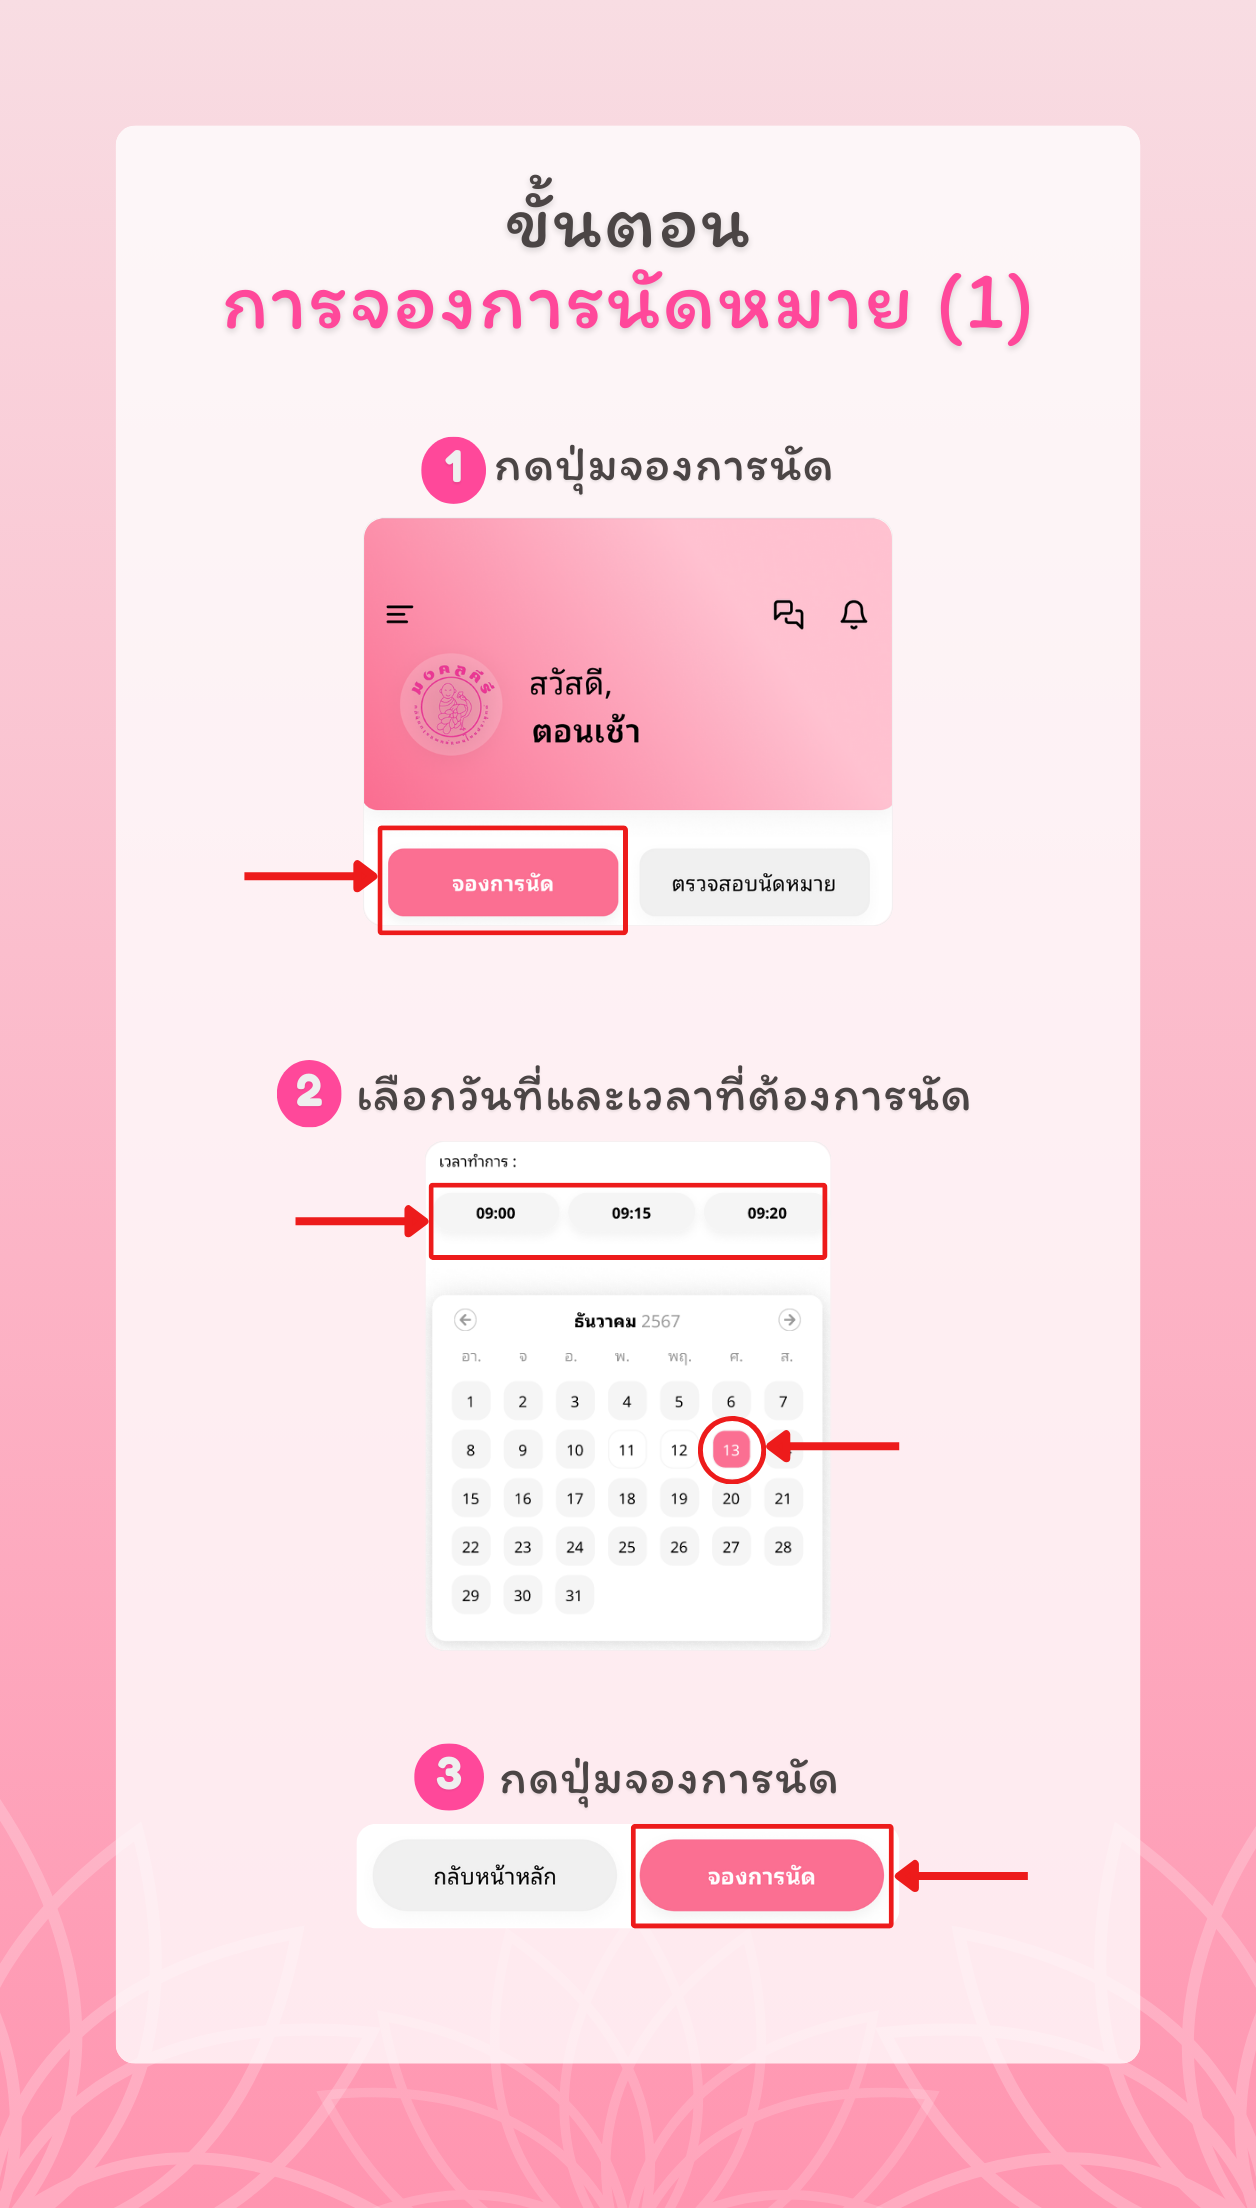 ขั้นตอน
การจองการนัดหมาย (1)
1 กดปุ่มจองการนัด
มงคลคีรี
สวัสดี,
ตอนเช้า
จองการนัด
ตรวจสอบนัดหมาย
2 เลือกวันที่และเวลาที่ต้องการนัด
เวลาทำการ :
09:00 09:15 09:20
ธันวาคม 2567
อา. จ อ. พ. พฤ. ศ. ส.
1 2 3 4 5 6 7
8 9 10 11 12 13
15 16 17 18 19 20 21
22 23 24 25 26 27 28
29 30 31
3 กดปุ่มจองการนัด
กลับหน้าหลัก
จองการนัด